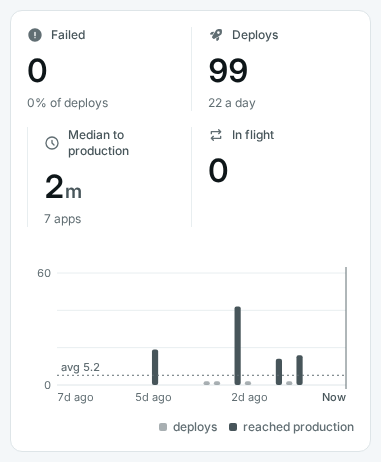 Failed
0
0% of deploys
Deploys
99
22 a day
Median to
production
2m
7 apps
In flight
0
60
avg 5.2
0
7d ago 5d ago 2d ago Now
deploys reached production